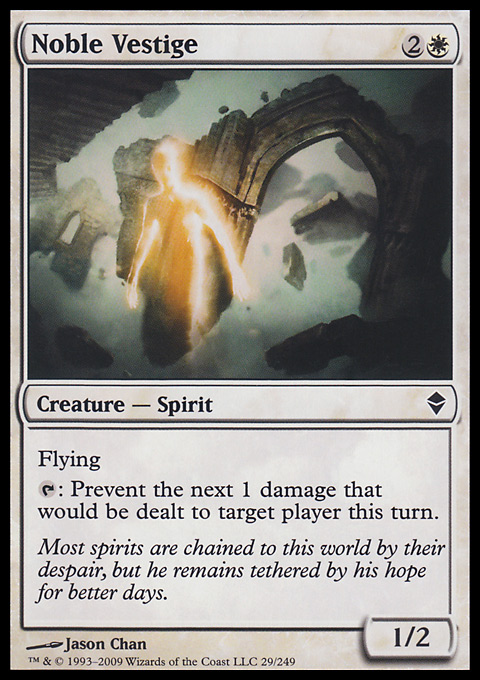 Noble Vestige 2
Creature — Spirit
Flying
: Prevent the next 1 damage that
would be dealt to target player this turn.
Most spirits are chained to this world by their
despair, but he remains tethered by his hope
for better days.
Jason Chan
1/2
™ & © 1993–2009 Wizards of the Coast LLC 29/249